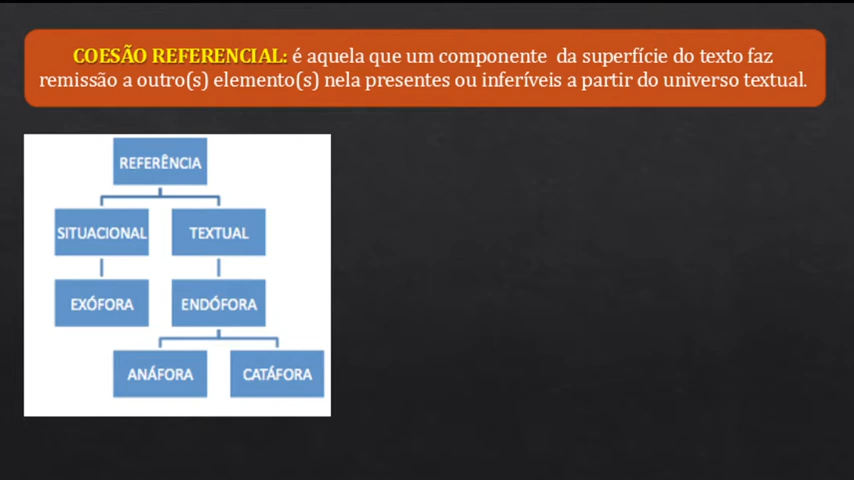 COESÃO REFERENCIAL: é aquela que um componente da superfície do texto faz
remissão a outro(s) elemento(s) nela presentes ou inferíveis a partir do universo textual.
REFERÊNCIA
SITUACIONAL
TEXTUAL
EXÓFORA
ENDÓFORA
ANÁFORA
CATÁFORA